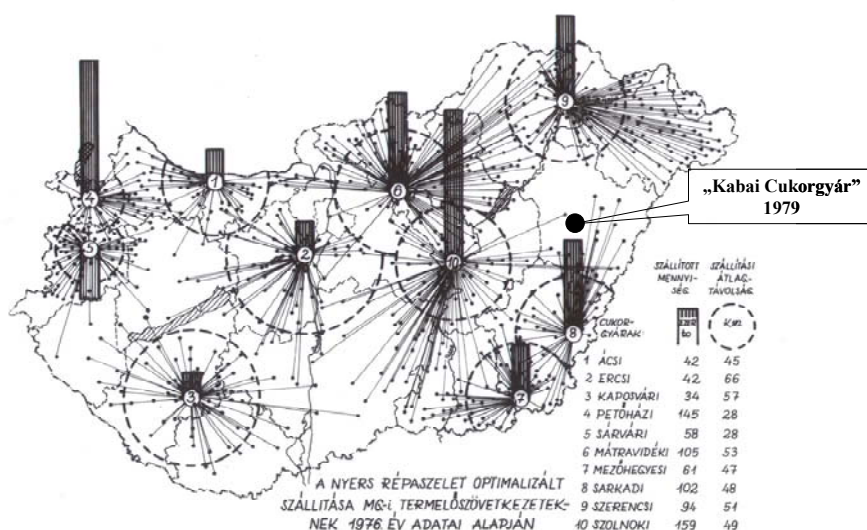 „Kabai Cukorgyár”
1979
SZÁLLÍTOTT MENNYI- SÉG
SZÁLLÍTÁSI ÁTLAG- TÁVOLSÁG
CUKOR- GYÁRAK
EZER to
Km
1 ÁCSI 42 45
2 ERCSI 42 66
3 KAPOSVÁRI 34 57
4 PETŐHÁZI 145 28
5 SÁRVÁRI 58 28
6 MÁTRAVIDÉKI 105 53
7 MEZŐHEGYESI 61 47
8 SARKADI 102 48
9 SZERENCSI 94 51
10 SZOLNOKI 159 49
A NYERS RÉPASZELET OPTIMALIZÁLT
SZÁLLITÁSA MG-i TERMELŐSZÖVETKEZETEK-
NEK 1976. ÉV ADATAI ALAPJÁN
1
2
3
4
5
6
7
8
9
10